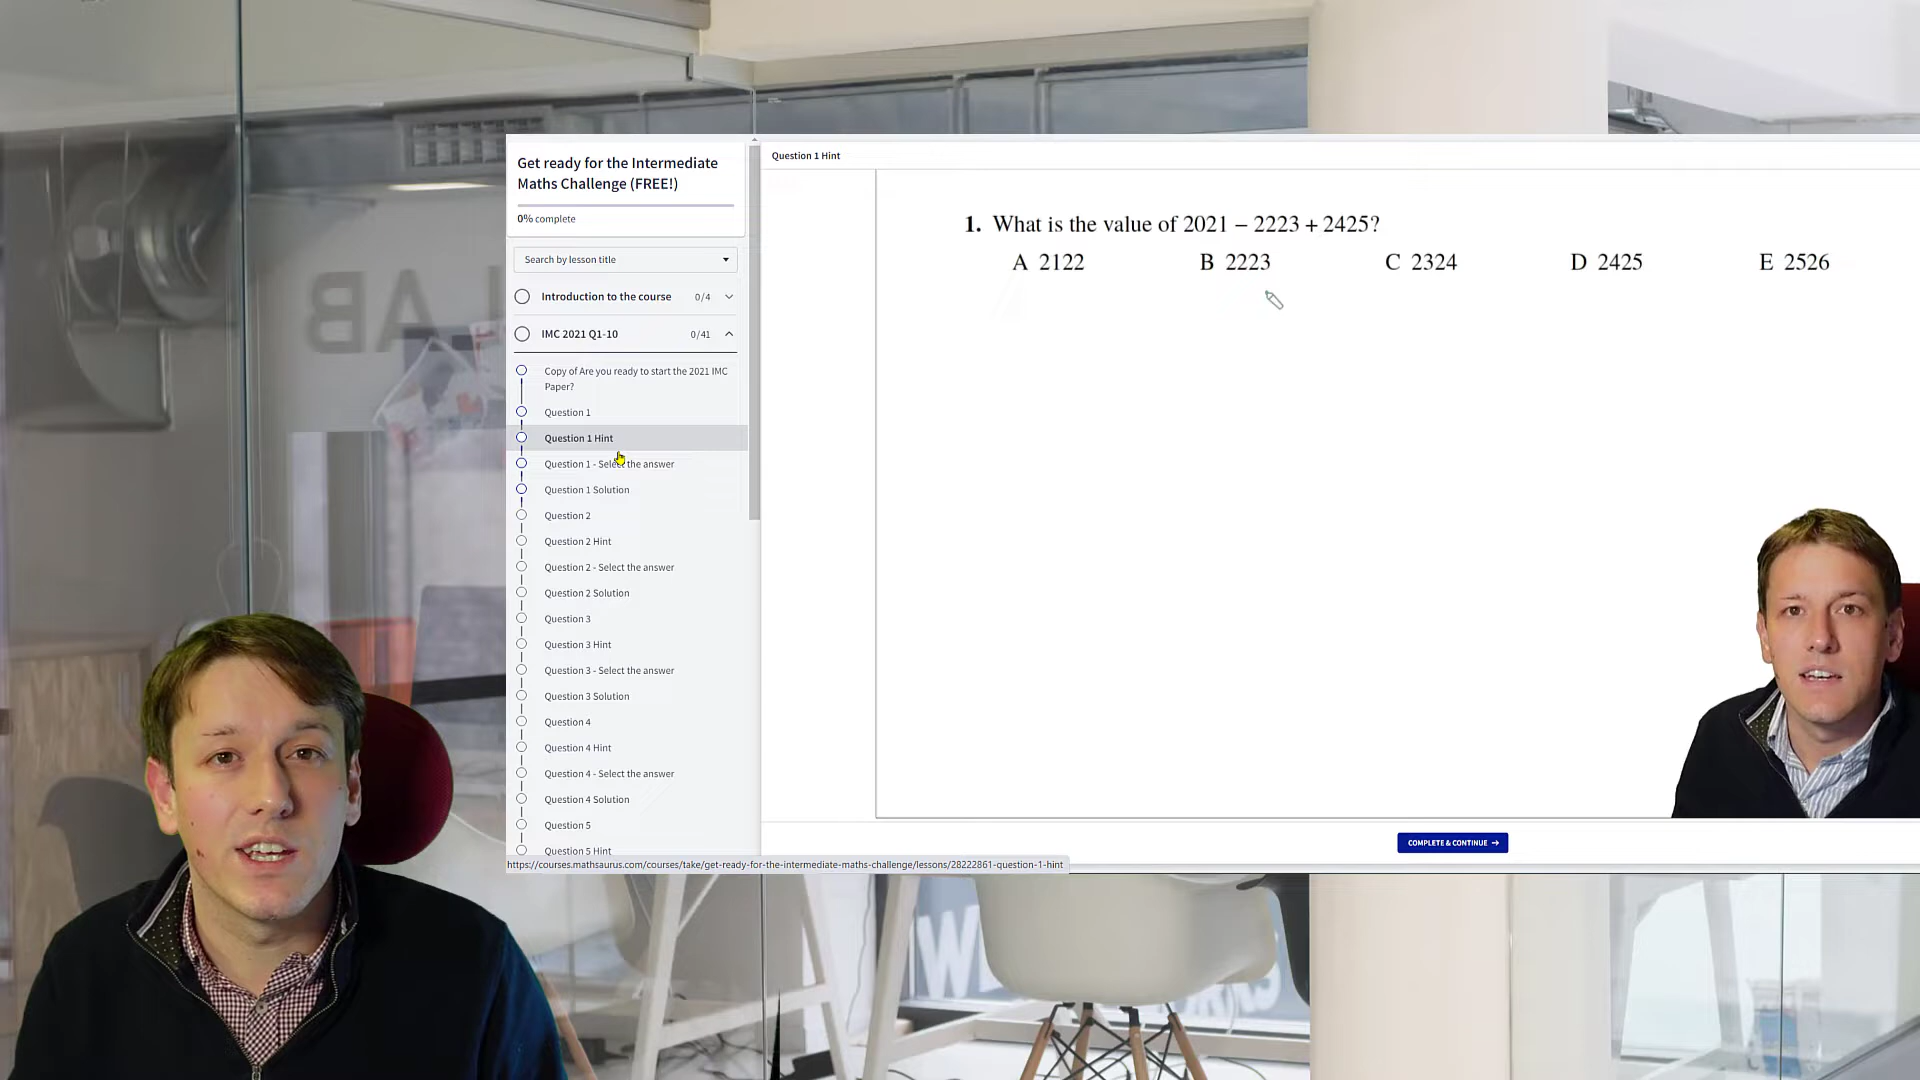 Get ready for the Intermediate
Maths Challenge (FREE!)
0% complete
Search by lesson title
Introduction to the course 0/4
IMC 2021 Q1-10 0/41
Copy of Are you ready to start the 2021 IMC
Paper?
Question 1
Question 1 Hint
Question 1 - Select the answer
Question 1 Solution
Question 2
Question 2 Hint
Question 2 - Select the answer
Question 2 Solution
Question 3
Question 3 Hint
Question 3 - Select the answer
Question 3 Solution
Question 4
Question 4 Hint
Question 4 - Select the answer
Question 4 Solution
Question 5
Question 5 Hint
https://courses.mathsaurus.com/courses/take/get-ready-for-the-intermediate-maths-challenge/lessons/28222861-question-1-hint
Question 1 Hint
1. What is the value of 2021 − 2223 + 2425?
A 2122 B 2223 C 2324 D 2425 E 2526
COMPLETE & CONTINUE →
LAB